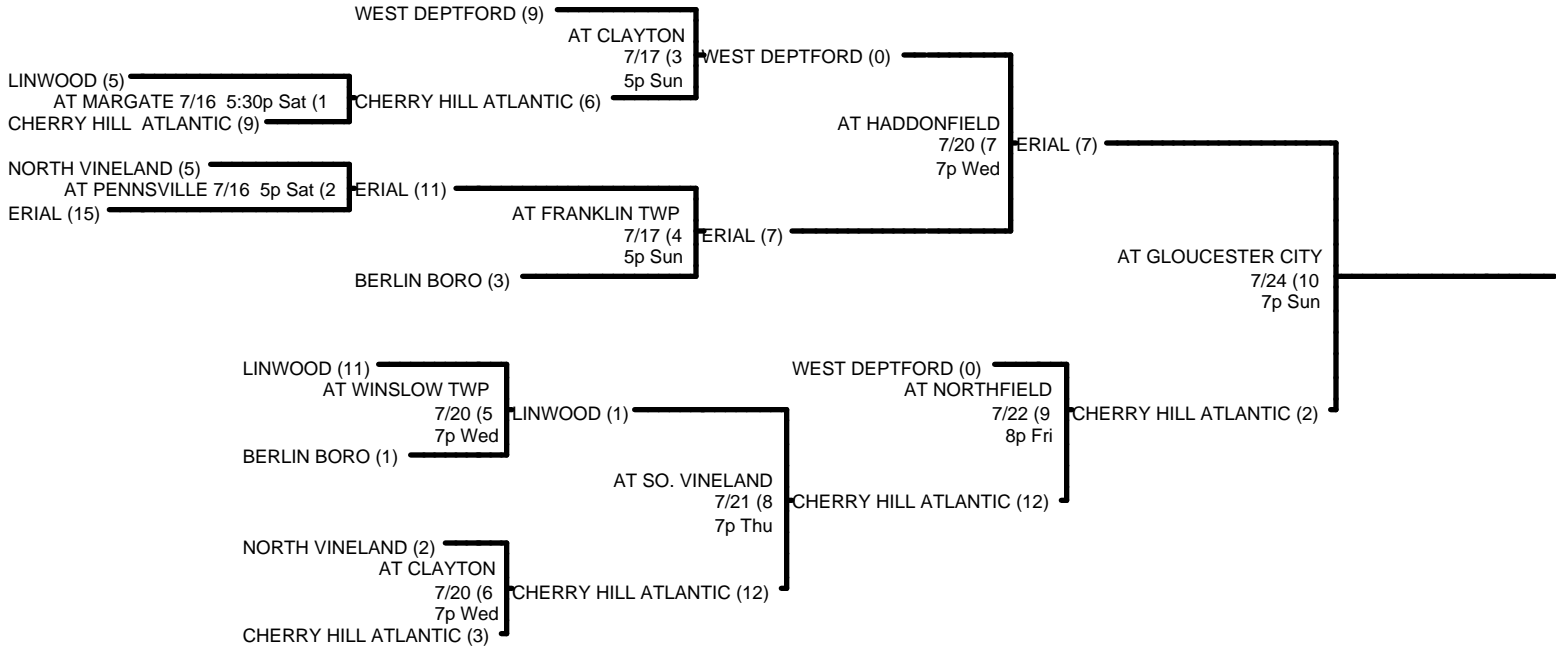 WEST DEPTFORD (9)
AT CLAYTON
7/17 (3
5p Sun
WEST DEPTFORD (0)
LINWOOD (5)
AT MARGATE 7/16  5:30p Sat (1
CHERRY HILL ATLANTIC (6)
CHERRY HILL  ATLANTIC (9)
AT HADDONFIELD
7/20 (7
7p Wed
ERIAL (7)
NORTH VINELAND (5)
AT PENNSVILLE 7/16  5p Sat (2
ERIAL (11)
ERIAL (15)
AT FRANKLIN TWP
7/17 (4
5p Sun
ERIAL (7)
BERLIN BORO (3)
AT GLOUCESTER CITY
7/24 (10
7p Sun
LINWOOD (11)
AT WINSLOW TWP
7/20 (5
7p Wed
LINWOOD (1)
BERLIN BORO (1)
WEST DEPTFORD (0)
AT NORTHFIELD
7/22 (9
8p Fri
CHERRY HILL ATLANTIC (2)
AT SO. VINELAND
7/21 (8
7p Thu
CHERRY HILL ATLANTIC (12)
NORTH VINELAND (2)
AT CLAYTON
7/20 (6
7p Wed
CHERRY HILL ATLANTIC (12)
CHERRY HILL ATLANTIC (3)